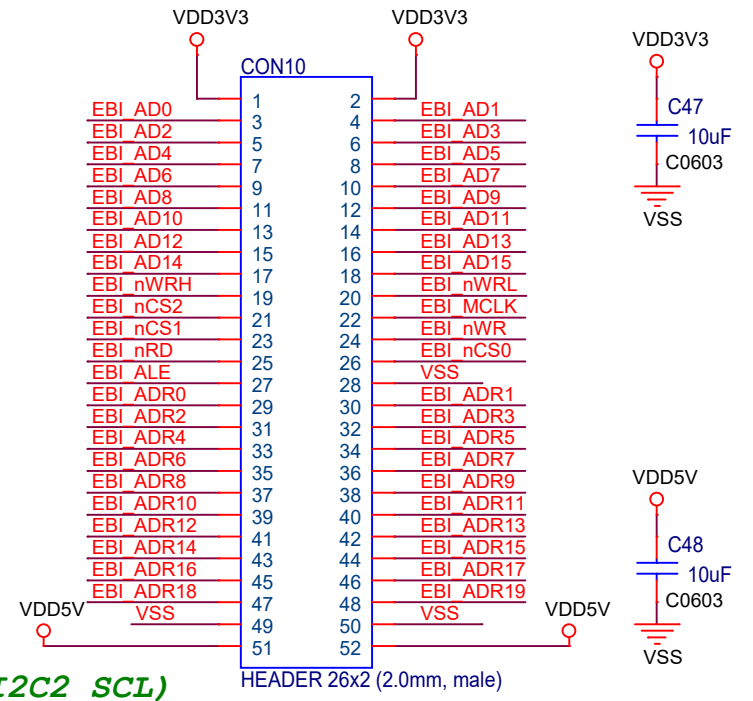 VDD3V3 VDD3V3
VDD3V3
CON10
1 2
C47
EBI_AD0 3 4 EBI_AD1
10uF
EBI_AD2 5 6 EBI_AD3
EBI_AD4 7 8 EBI_AD5
C0603
EBI_AD6 9 10 EBI_AD7
EBI_AD8 11 12 EBI_AD9
VSS
EBI_AD10 13 14 EBI_AD11
EBI_AD12 15 16 EBI_AD13
EBI_AD14 17 18 EBI_AD15
EBI_nWRH 19 20 EBI_nWRL
EBI_nCS2 21 22 EBI_MCLK
EBI_nCS1 23 24 EBI_nWR
EBI_nRD 25 26 EBI_nCS0
EBI_ALE 27 28 VSS
EBI_ADR0 29 30 EBI_ADR1
EBI_ADR2 31 32 EBI_ADR3
EBI_ADR4 33 34 EBI_ADR5
EBI_ADR6 35 36 EBI_ADR7
VDD5V
EBI_ADR8 37 38 EBI_ADR9
EBI_ADR10 39 40 EBI_ADR11
EBI_ADR12 41 42 EBI_ADR13
C48
EBI_ADR14 43 44 EBI_ADR15
10uF
EBI_ADR16 45 46 EBI_ADR17
EBI_ADR18 47 48 EBI_ADR19
C0603
VDD5V VSS 49 50 VSS VDD5V
51 52
VSS
I2C2 SCL)
HEADER 26x2 (2.0mm, male)